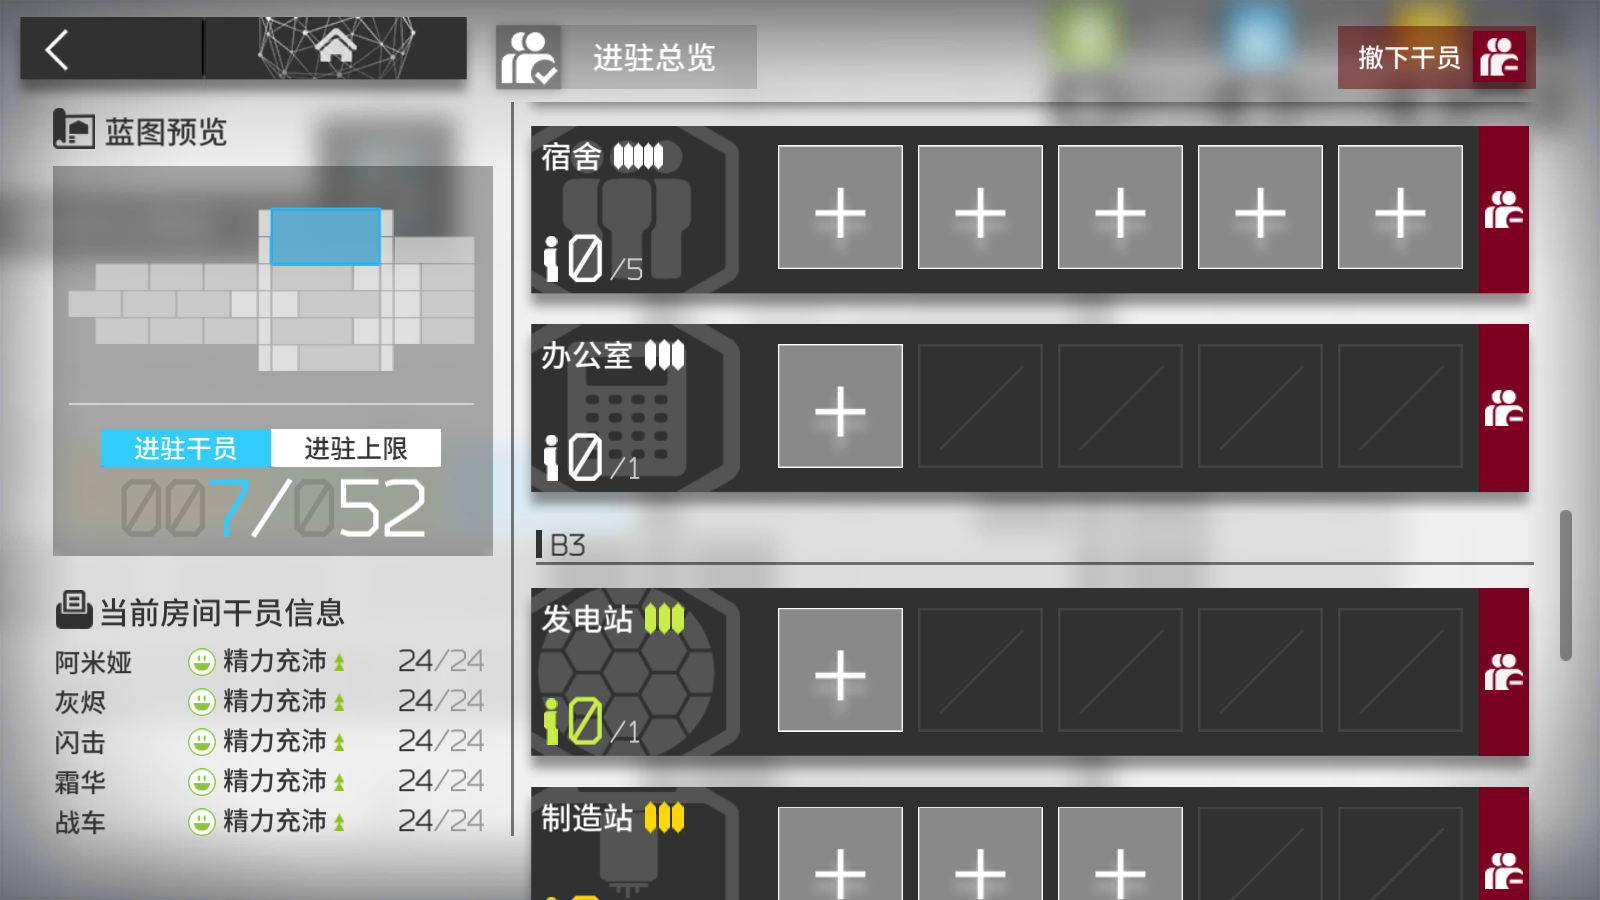 进驻总览
撤下干员
蓝图预览
进驻干员
进驻上限
007/052
当前房间干员信息
阿米娅 精力充沛 24/24
灰烬 精力充沛 24/24
闪击 精力充沛 24/24
霜华 精力充沛 24/24
战车 精力充沛 24/24
宿舍
0/5
办公室
0/1
B3
发电站
0/1
制造站